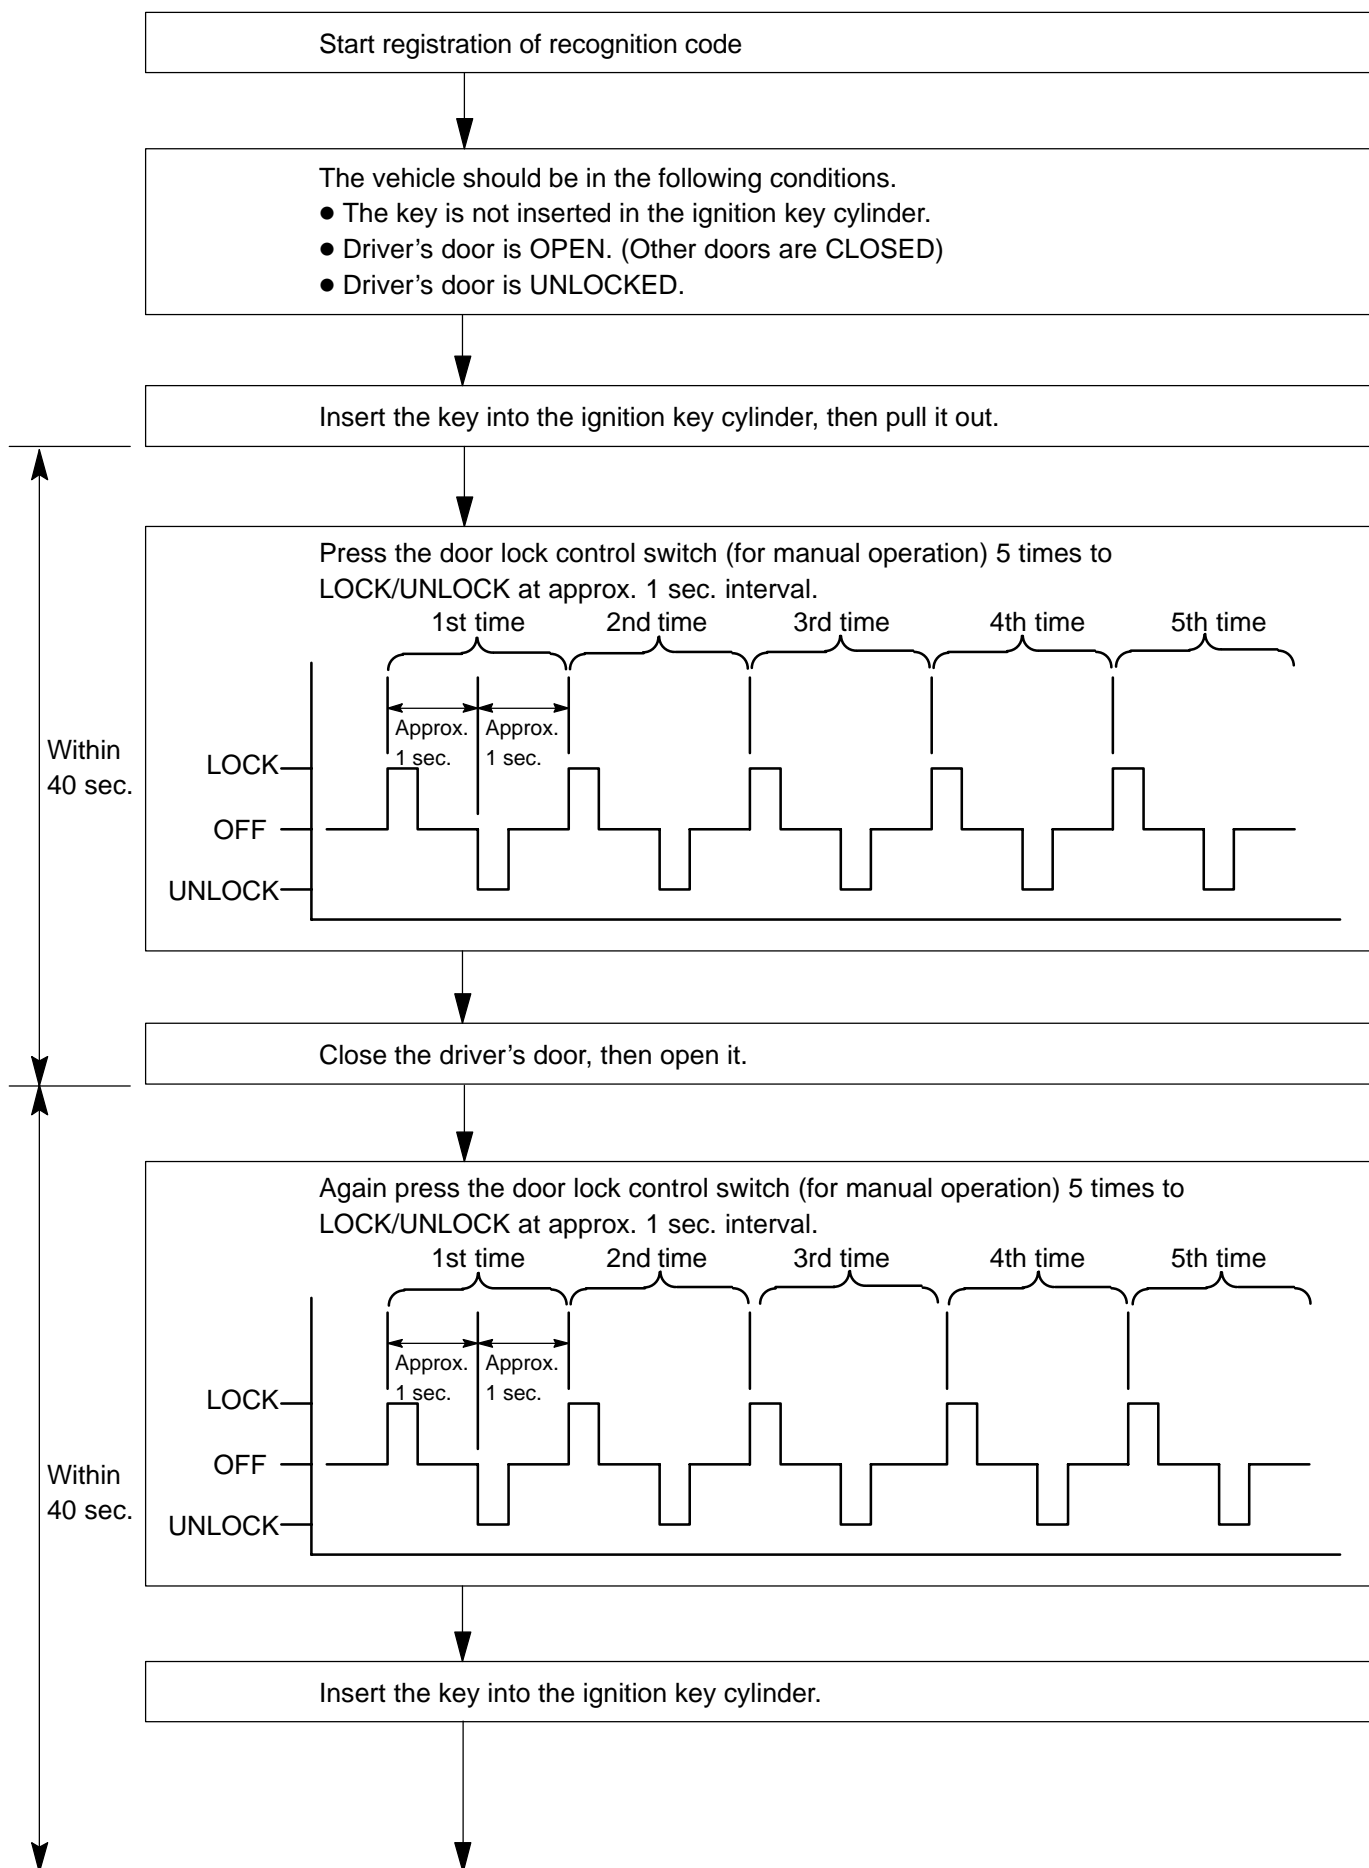 Start registration of recognition code
The vehicle should be in the following conditions.
● The key is not inserted in the ignition key cylinder.
● Driver's door is OPEN. (Other doors are CLOSED)
● Driver's door is UNLOCKED.
Insert the key into the ignition key cylinder, then pull it out.
Within
40 sec.
Press the door lock control switch (for manual operation) 5 times to
LOCK/UNLOCK at approx. 1 sec. interval.
1st time 2nd time 3rd time 4th time 5th time
Approx. Approx.
1 sec. 1 sec.
LOCK
OFF
UNLOCK
Close the driver's door, then open it.
Within
40 sec.
Again press the door lock control switch (for manual operation) 5 times to
LOCK/UNLOCK at approx. 1 sec. interval.
1st time 2nd time 3rd time 4th time 5th time
Approx. Approx.
1 sec. 1 sec.
LOCK
OFF
UNLOCK
Insert the key into the ignition key cylinder.